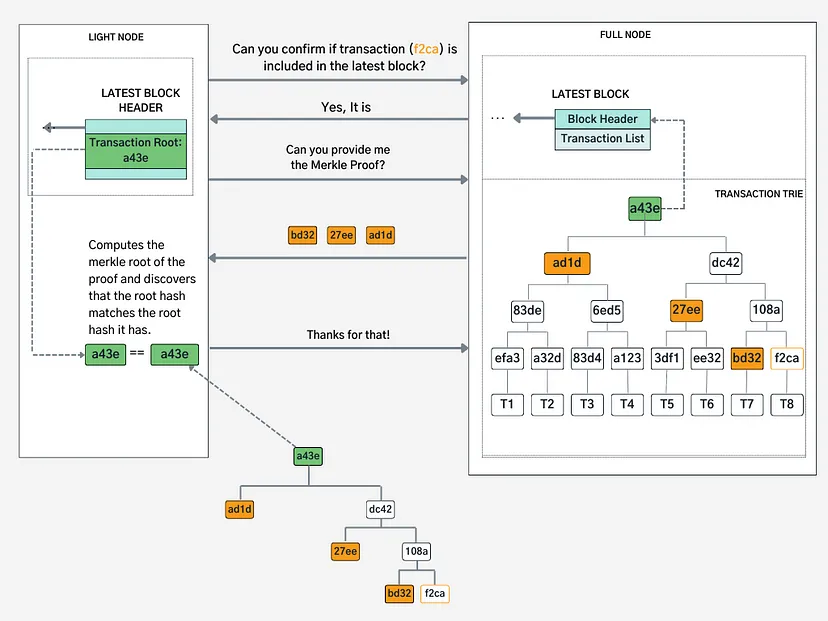 LIGHT NODE
LATEST BLOCK
HEADER
Transaction Root:
a43e
Computes the
merkle root of the
proof and discovers
that the root hash
matches the root
hash it has.
a43e == a43e
Can you confirm if transaction (f2ca) is
included in the latest block?
Yes, It is
Can you provide me
the Merkle Proof?
bd32 27ee ad1d
Thanks for that!
FULL NODE
LATEST BLOCK
...
Block Header
Transaction List
TRANSACTION TRIE
a43e
ad1d dc42
83de 6ed5 27ee 108a
efa3 a32d 83d4 a123 3df1 ee32 bd32 f2ca
T1 T2 T3 T4 T5 T6 T7 T8
a43e
ad1d dc42
27ee 108a
bd32 f2ca